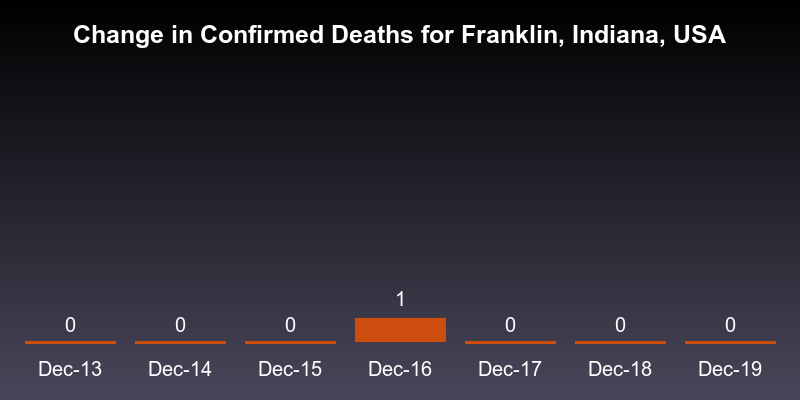 Change in Confirmed Deaths for Franklin, Indiana, USA
1
0 0 0 0 0 0
Dec-13 Dec-14 Dec-15 Dec-16 Dec-17 Dec-18 Dec-19